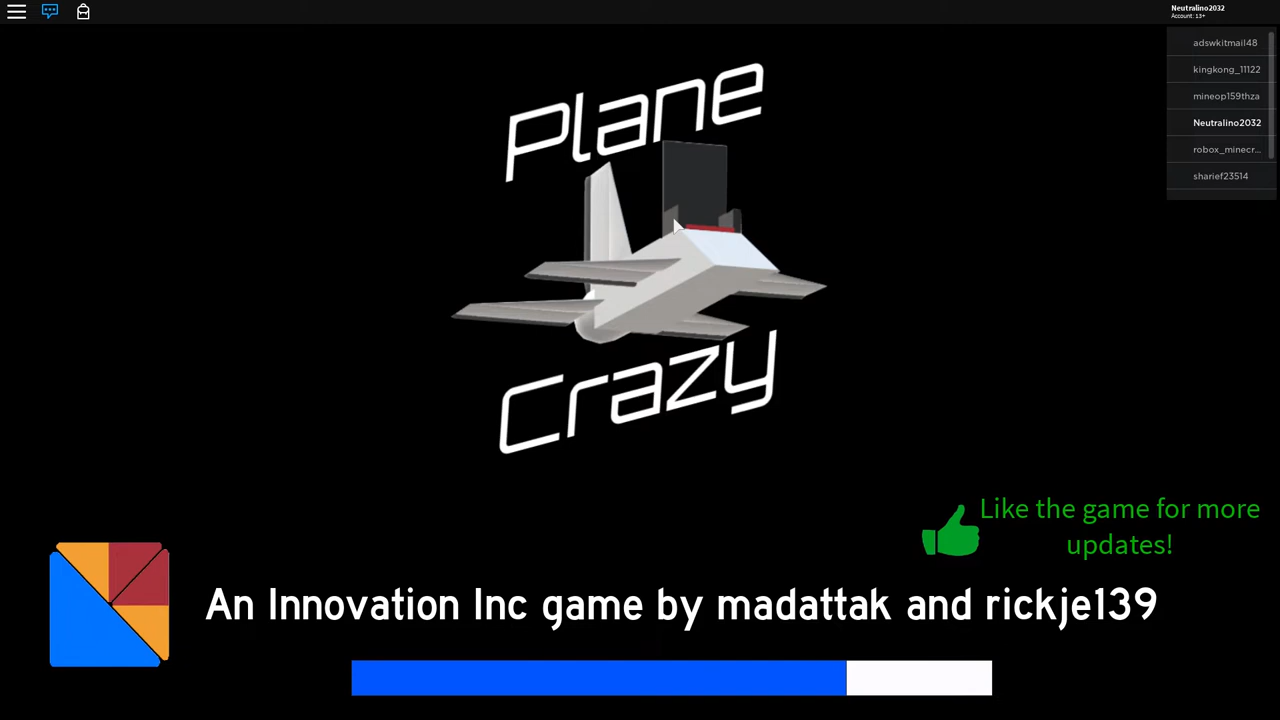 Neutralino2032
Account: 13+
adswkitmail48
kingkong_11122
mineop159thza
Neutralino2032
robox_minecr...
sharief23514
Plane
Crazy
Like the game for more
updates!
An Innovation Inc game by madattak and rickje139